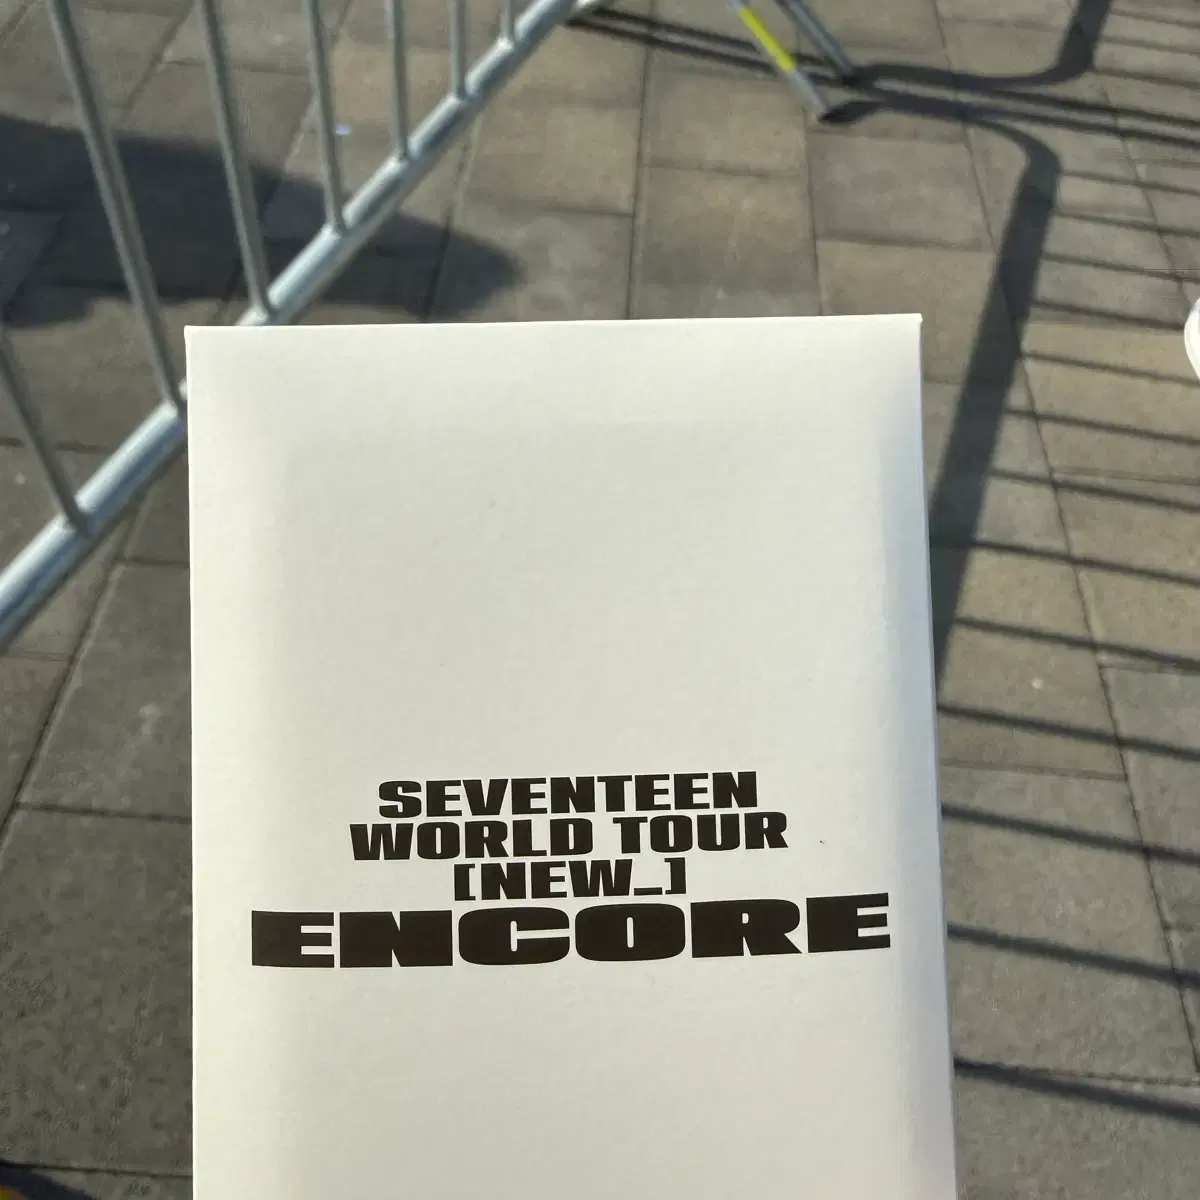 SEVENTEEN
WORLD TOUR
[NEW_]
ENCORE